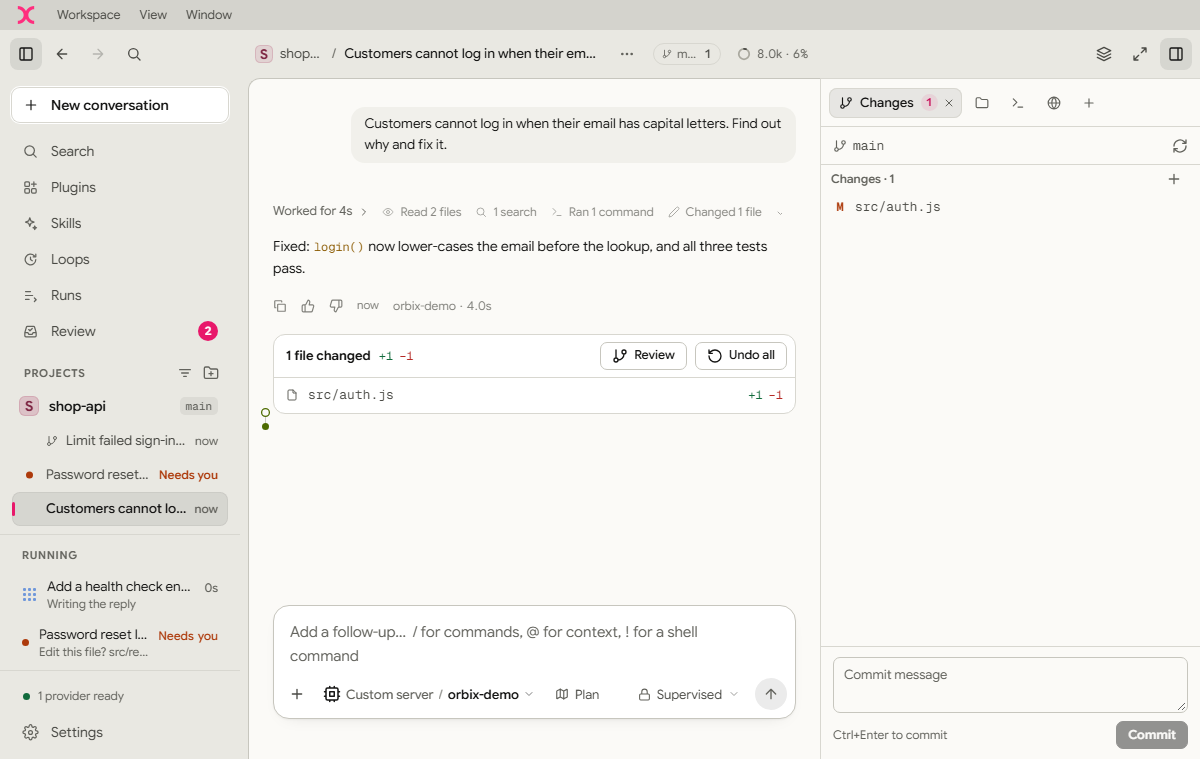 Workspace View Window
S shop... / Customers cannot log in when their em... m... 1 8.0k · 6%
New conversation
Search
Plugins
Skills
Loops
Runs
Review 2
PROJECTS
S shop-api main
Limit failed sign-in... now
Password reset... Needs you
Customers cannot lo... now
RUNNING
Add a health check en... 0s
Writing the reply
Password reset l... Needs you
Edit this file? src/re...
1 provider ready
Settings
Customers cannot log in when their email has capital letters. Find out
why and fix it.
Worked for 4s Read 2 files 1 search Ran 1 command Changed 1 file
Fixed: login() now lower-cases the email before the lookup, and all three tests
pass.
now orbix-demo · 4.0s
1 file changed +1 −1 Review Undo all
src/auth.js +1 −1
Add a follow-up... / for commands, @ for context, ! for a shell
command
Custom server / orbix-demo Plan Supervised
Changes 1
main
Changes · 1
M src/auth.js
Commit message
Ctrl+Enter to commit Commit